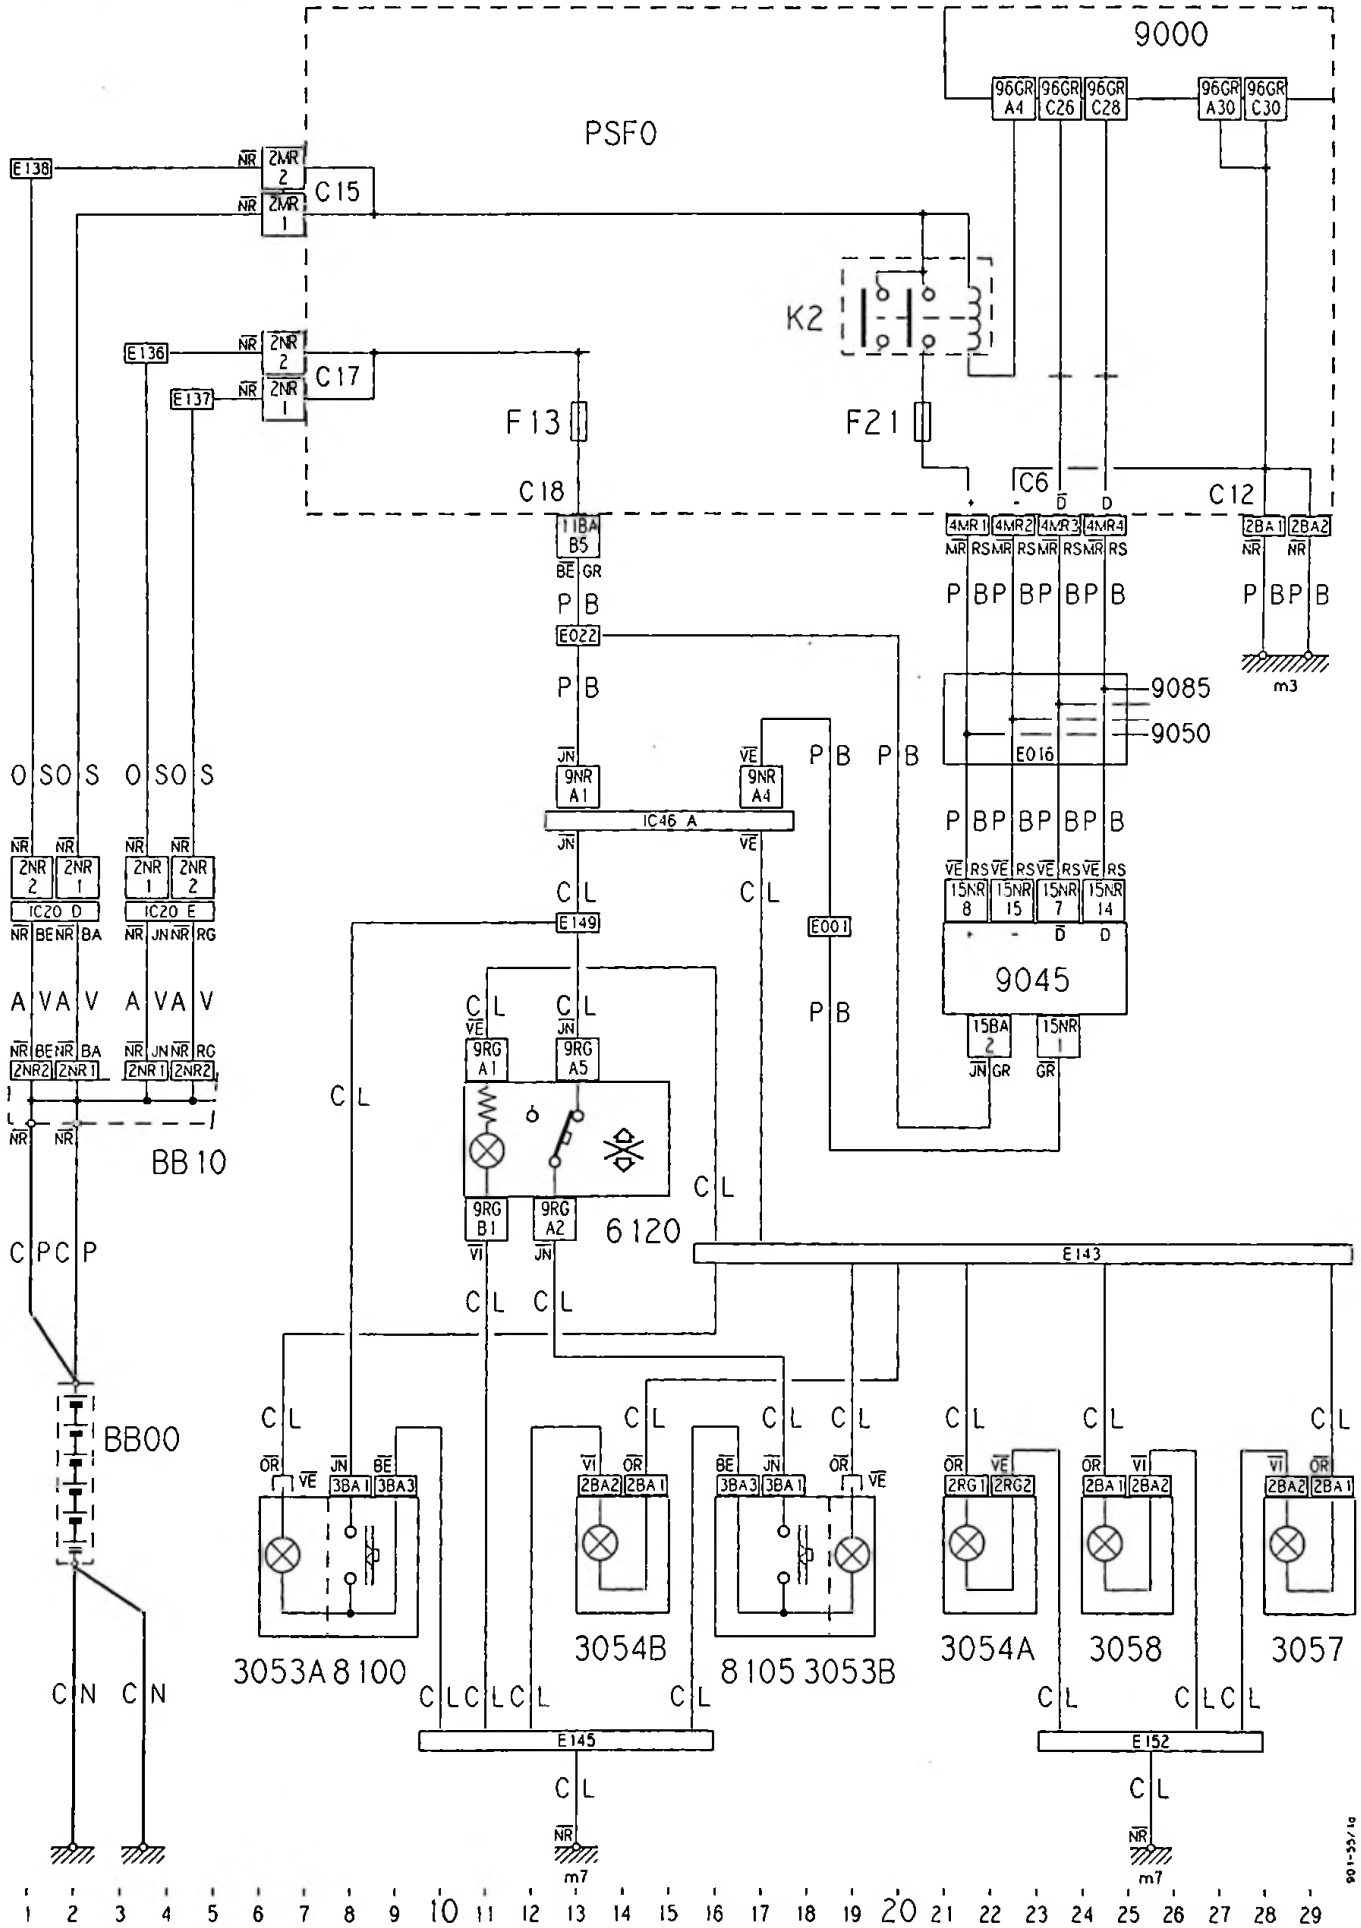 9000
96GR 96GR 96GR 96GR 96GR
A4 C26 C28 A30 C30
PSF0
E138 NR 2MR
2
C15
NR 2MR
1
K2
E136 NR 2NR
2
C17
E137 NR 2NR
1
F13 F21
C18 C6 C12
+ - D D
11BA
B5
4MR1 4MR2 4MR3 4MR4 2BA1 2BA2
MR RS MR RS MR RS MR RS NR NR
BE GR
P B P B P B P B P B P B P B
E022
P B
9085
m3
9050
E016
JN VE
P B P B
O S O S O S O S
9NR 9NR
A1 A4
IC46 A
JN VE
P B P B P B P B
NR NR NR NR
2NR 2NR 2NR 2NR
2 1 1 2
VE RS VE RS VE RS VE RS
15NR 15NR 15NR 15NR
8 15 7 14
C L C L
IC20 D IC20 E
E149 E001
NR BE NR BA NR JN NR RG
+ - D D
9045
A V A V A V A V
C L C L P B
VE JN
15BA 15NR
2 1
NR BE NR BA NR JN NR RG
9RG 9RG
A1 A5
2NR2 2NR1 2NR1 2NR2
JN GR GR
C L
NR NR
BB10
C L
9RG 9RG
B1 A2
6120
VI JN
C P C P
E143
C L C L
BB00
C L C L C L C L C L C L C L
OR VE JN BE VI OR BE JN OR VE OR VE OR VI VI OR
3BA1 3BA3 2BA2 2BA1 3BA3 3BA1 2RG1 2RG2 2BA1 2BA2 2BA2 2BA1
3053A 8100 3054B 8105 3053B 3054A 3058 3057
C N C N C L C L C L C L C L C L C L
E145 E152
C L C L
NR NR
m7 m7
901-55/1d
1 2 3 4 5 6 7 8 9 10 11 12 13 14 15 16 17 18 19 20 21 22 23 24 25 26 27 28 29